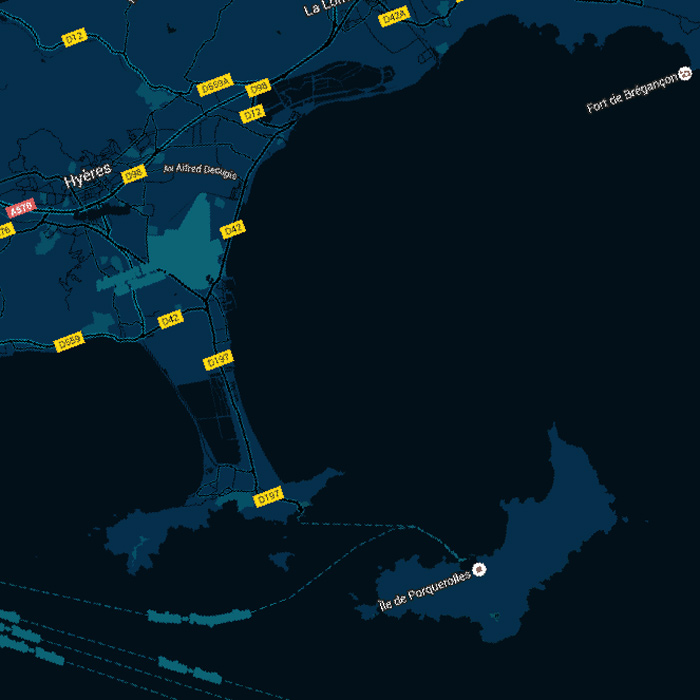 La Lon
D42A
D12
D559A
D98
D12
Fort de Brégançon
Hyères
D98
Av Alfred Decugis
A570
76
D42
D42
D559
D197
D197
Île de Porquerolles